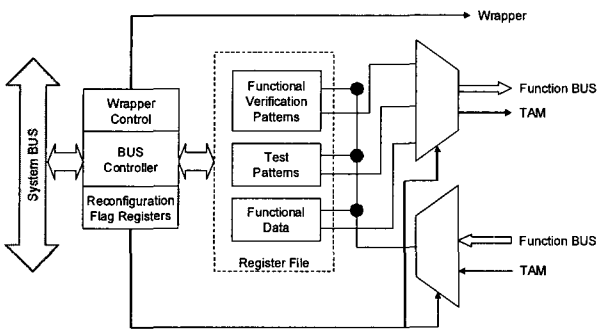 Wrapper
System BUS
Wrapper
Control
BUS
Controller
Reconfiguration
Flag Registers
Functional
Verification
Patterns
Test
Patterns
Functional
Data
Register File
Function BUS
TAM
Function BUS
TAM